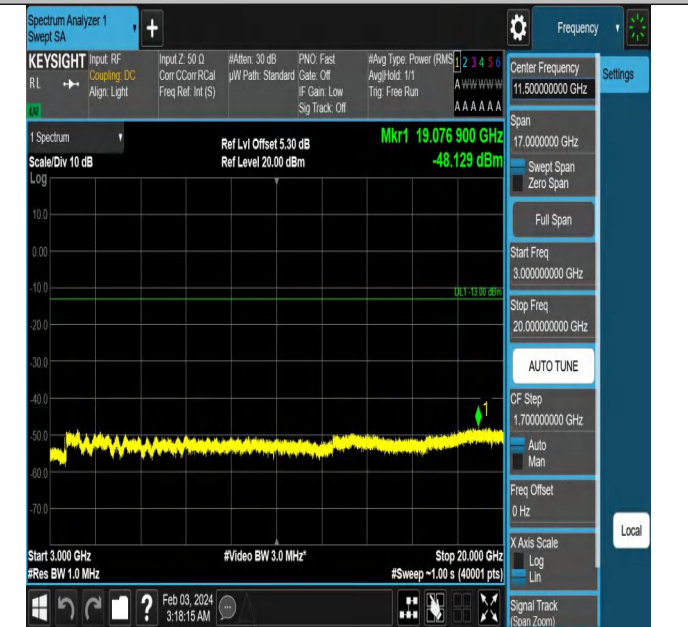 Spectrum Analyzer 1
Swept SA
+
Frequency
KEYSIGHT
RL
LXI
Input: RF
Coupling: DC
Align: Light
Input Z: 50 Ω
Corr CCorr RCal
Freq Ref: Int (S)
#Atten: 30 dB
µW Path: Standard
PNO: Fast
Gate: Off
IF Gain: Low
Sig Track: Off
#Avg Type: Power (RMS
Avg|Hold: 1/1
Trig: Free Run
1 2 3 4 5 6
A W W W W W
A A A A A A
1 Spectrum
Scale/Div 10 dB
Log
Ref Lvl Offset 5.30 dB
Ref Level 20.00 dBm
Mkr1 19.076 900 GHz
-48.129 dBm
10.0
0.00
-10.0
DL1 -13.00 dBm
-20.0
-30.0
-40.0
1
-50.0
-60.0
-70.0
Start 3.000 GHz
#Res BW 1.0 MHz
#Video BW 3.0 MHz*
Stop 20.000 GHz
#Sweep ~1.00 s (40001 pts)
Center Frequency
11.500000000 GHz
Settings
Span
17.0000000 GHz
Swept Span
Zero Span
Full Span
Start Freq
3.000000000 GHz
Stop Freq
20.000000000 GHz
AUTO TUNE
CF Step
1.700000000 GHz
Auto
Man
Freq Offset
0 Hz
X Axis Scale
Log
Lin
Local
Signal Track
(Span Zoom)
?
Feb 03, 2024
3:18:15 AM